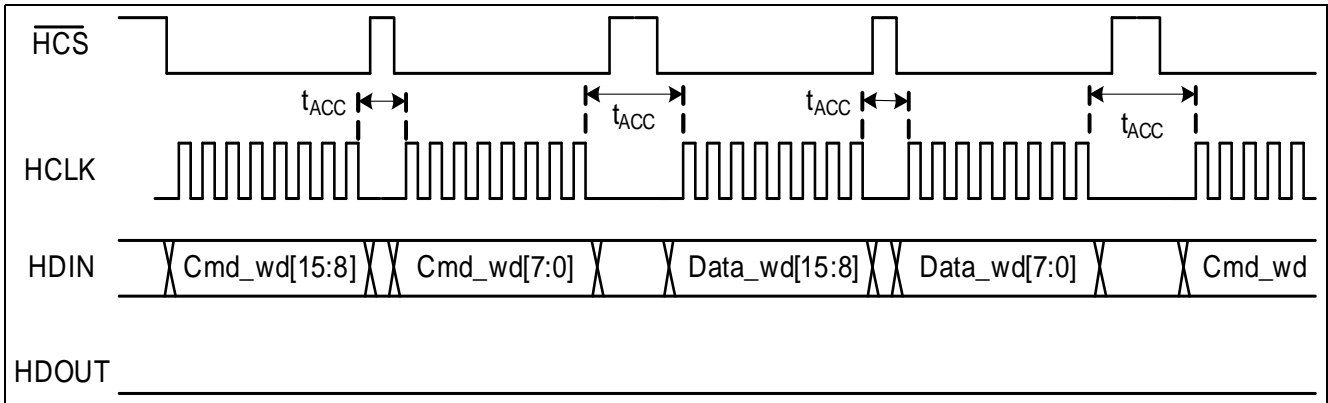 HCS
tACC
tACC
tACC
tACC
HCLK
HDIN
Cmd_wd[15:8]
Cmd_wd[7:0]
Data_wd[15:8]
Data_wd[7:0]
Cmd_wd
HDOUT